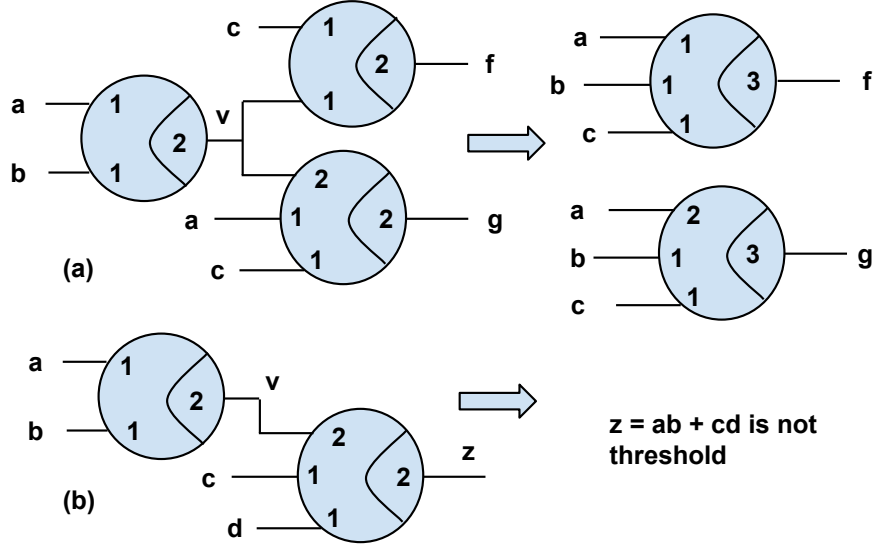 c 1
1
2
f
a 1
b 1
2
v
2
a 1
c 1
2
g
(a)
a 1
b 1
c 1
3
f
a 2
b 1
c 1
3
g
a 1
b 1
2
v
2
c 1
d 1
2
z
(b)
z = ab + cd is not
threshold